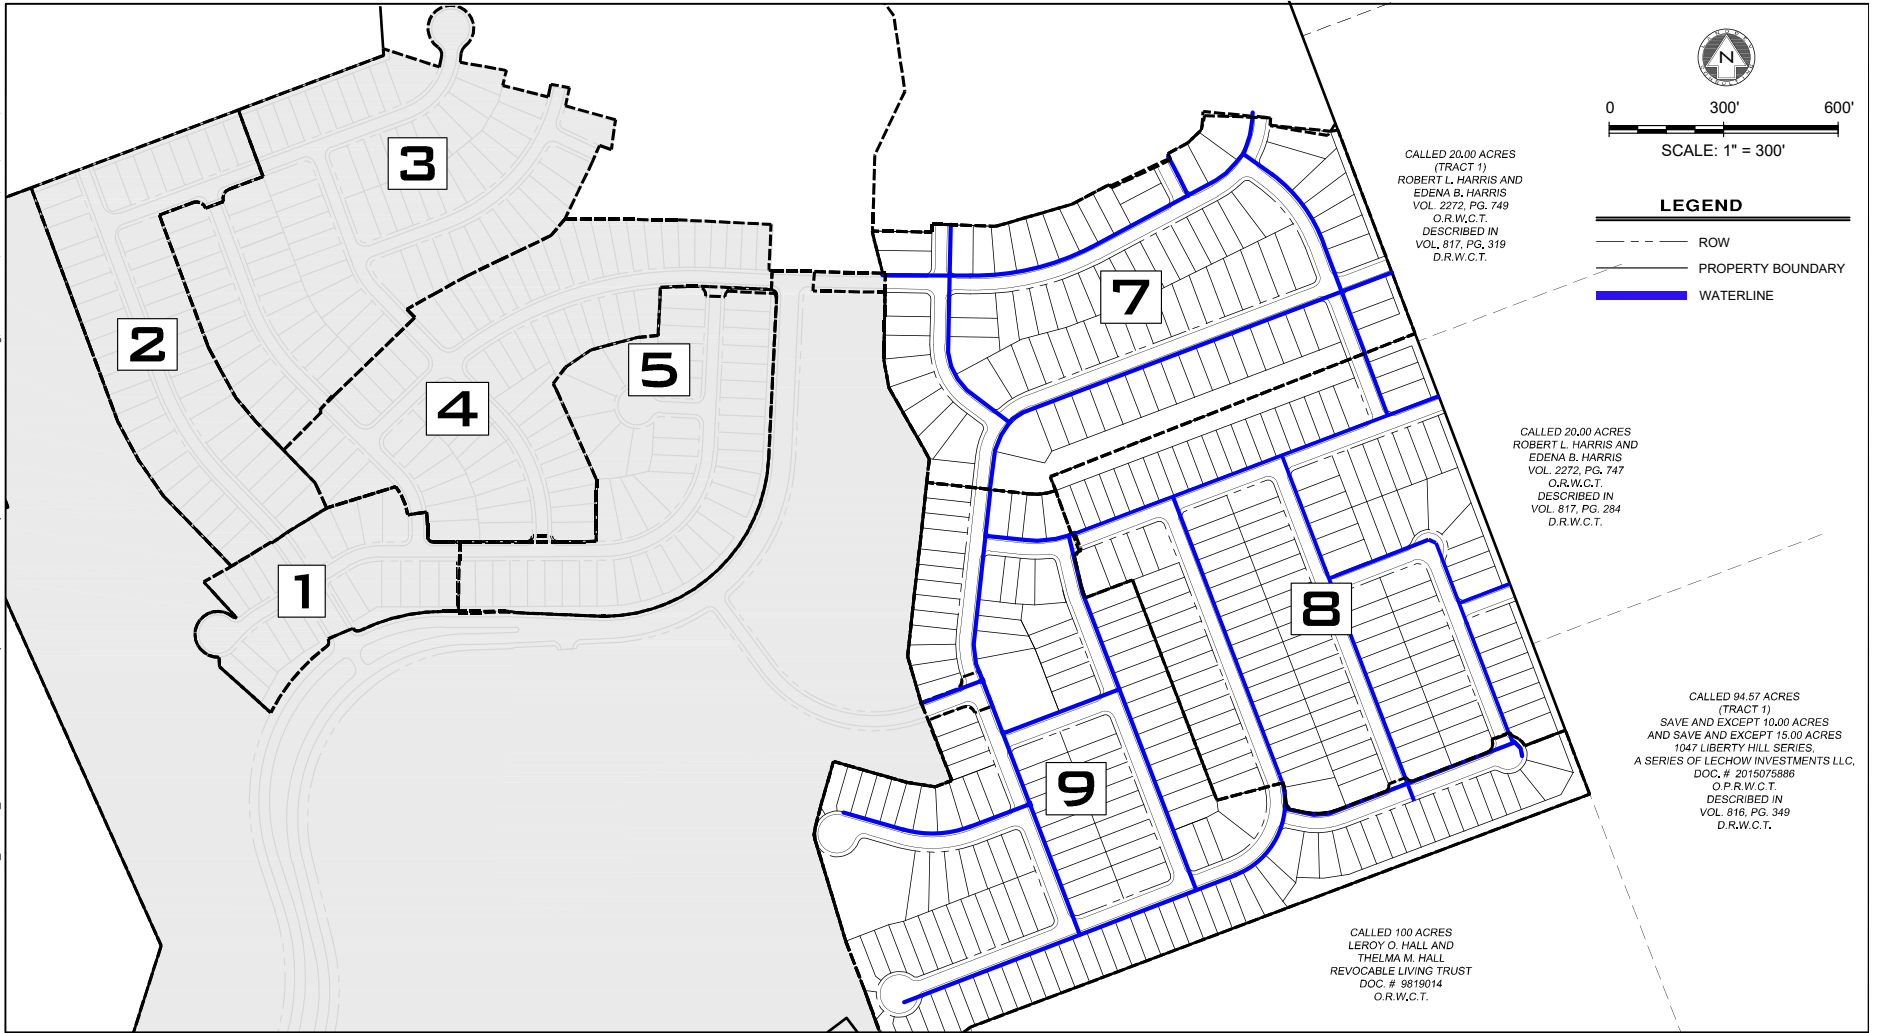 N
0 300' 600'
SCALE: 1" = 300'
LEGEND
ROW
PROPERTY BOUNDARY
WATERLINE
CALLED 20.00 ACRES
(TRACT 1)
ROBERT L. HARRIS AND
EDENA B. HARRIS
VOL. 2272, PG. 749
O.R.W.C.T.
DESCRIBED IN
VOL. 817, PG. 319
D.R.W.C.T.
CALLED 20.00 ACRES
ROBERT L. HARRIS AND
EDENA B. HARRIS
VOL. 2272, PG. 747
O.R.W.C.T.
DESCRIBED IN
VOL. 817, PG. 284
D.R.W.C.T.
CALLED 94.57 ACRES
(TRACT 1)
SAVE AND EXCEPT 10.00 ACRES
AND SAVE AND EXCEPT 15.00 ACRES
1047 LIBERTY HILL SERIES,
A SERIES OF LECHOW INVESTMENTS LLC,
DOC. # 2015075886
O.P.R.W.C.T.
DESCRIBED IN
VOL. 816, PG. 349
D.R.W.C.T.
CALLED 100 ACRES
LEROY O. HALL AND
THELMA M. HALL
REVOCABLE LIVING TRUST
DOC. # 9819014
O.R.W.C.T.
3
2
7
5
4
1
8
9